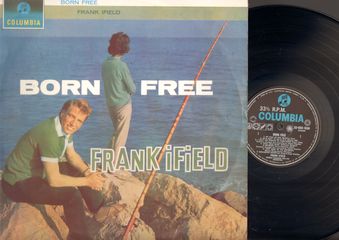 BORN FREE
FRANK IFIELD
COLUMBIA
BORN FREE
FRANK iFiELD
33⅓ R.P.M.
COLUMBIA